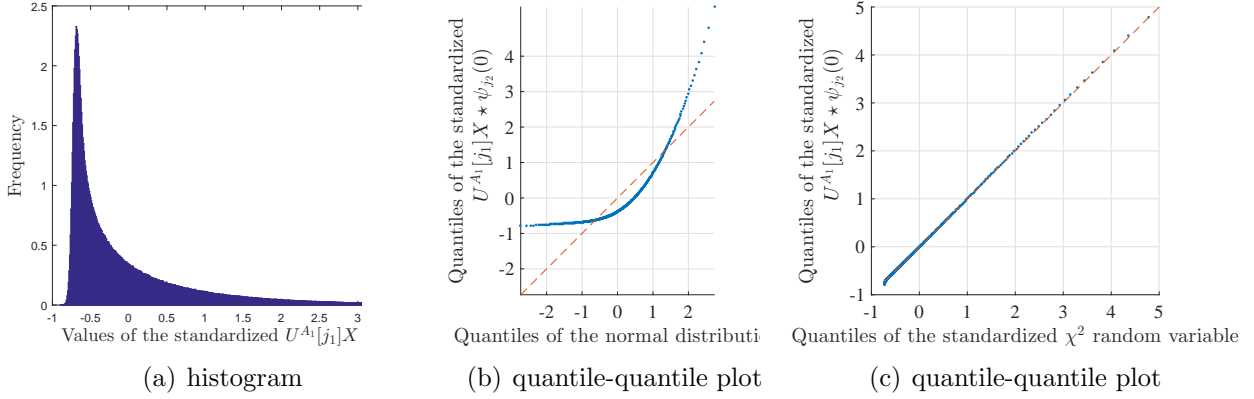 2.5
2
1.5
1
0.5
0
Frequency
-1 -0.5 0 0.5 1 1.5 2 2.5 3
Values of the standardized U^{A_1}[j_1]X
(a) histogram
Quantiles of the standardized
U^{A_1}[j_1]X ⋆ ψ_{j_2}(0)
4
3
2
1
0
-1
-2
-2 -1 0 1 2
Quantiles of the normal distributi
(b) quantile-quantile plot
Quantiles of the standardized
U^{A_1}[j_1]X ⋆ ψ_{j_2}(0)
5
4
3
2
1
0
-1
-1 0 1 2 3 4 5
Quantiles of the standardized χ² random variable
(c) quantile-quantile plot